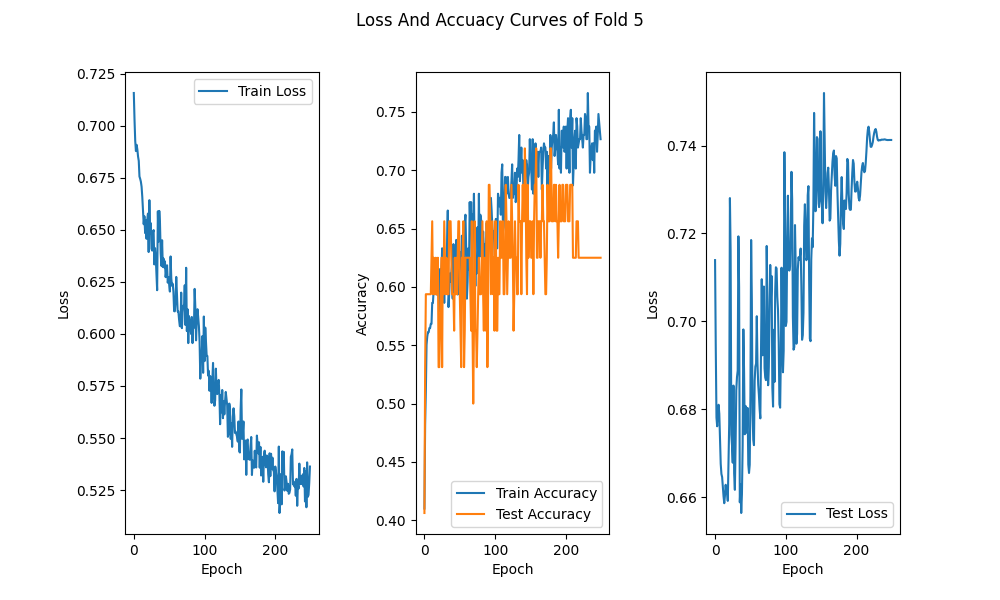 Loss And Accuacy Curves of Fold 5
0.725
0.700
0.675
0.650
0.625
0.600
0.575
0.550
0.525
Loss
Train Loss
0 100 200
Epoch
0.75
0.70
0.65
0.60
0.55
0.50
0.45
0.40
Accuracy
Train Accuracy
Test Accuracy
0 100 200
Epoch
0.74
0.72
0.70
0.68
0.66
Loss
Test Loss
0 100 200
Epoch